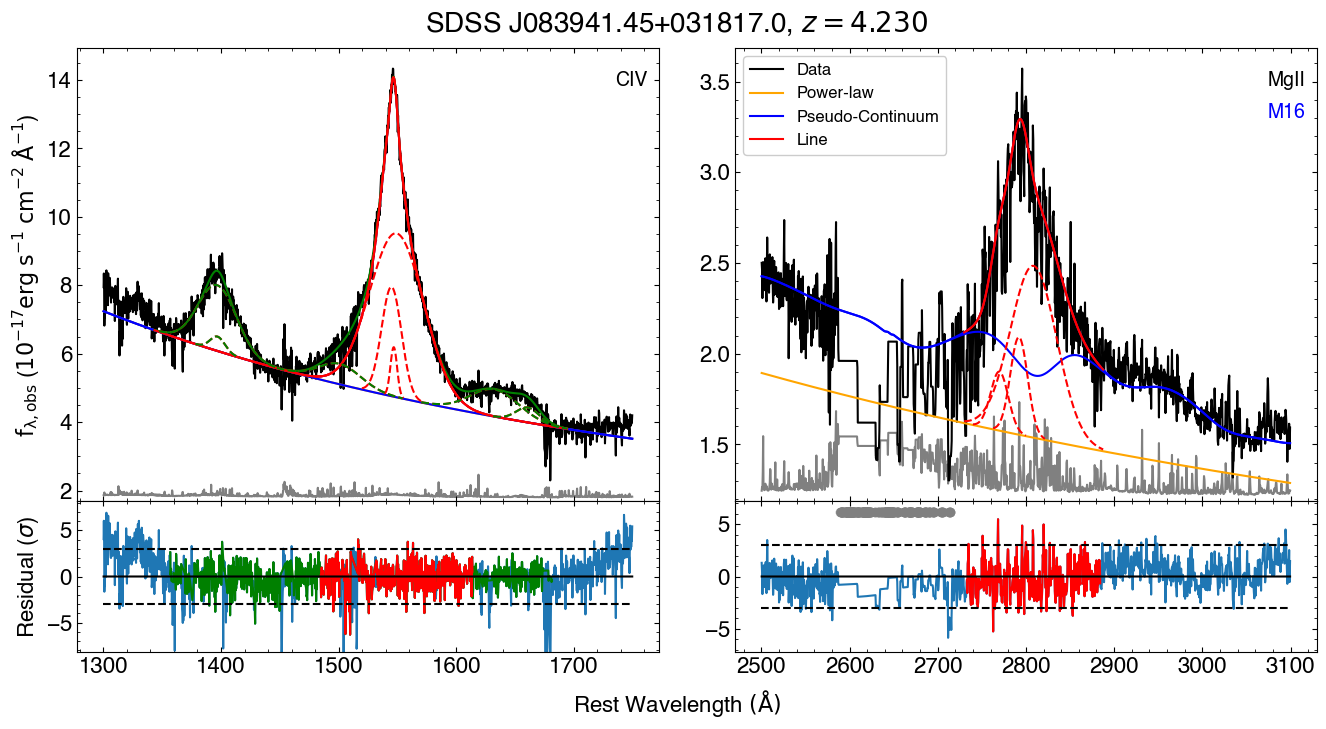 SDSS J083941.45+031817.0, z = 4.230
CIV
14
12
10
8
6
4
2
f_λ,obs (10⁻¹⁷erg s⁻¹ cm⁻² Å⁻¹)
Data
Power-law
Pseudo-Continuum
Line
MgII
M16
3.5
3.0
2.5
2.0
1.5
Residual (σ)
5
0
−5
1300 1400 1500 1600 1700
5
0
−5
2500 2600 2700 2800 2900 3000 3100
Rest Wavelength (Å)